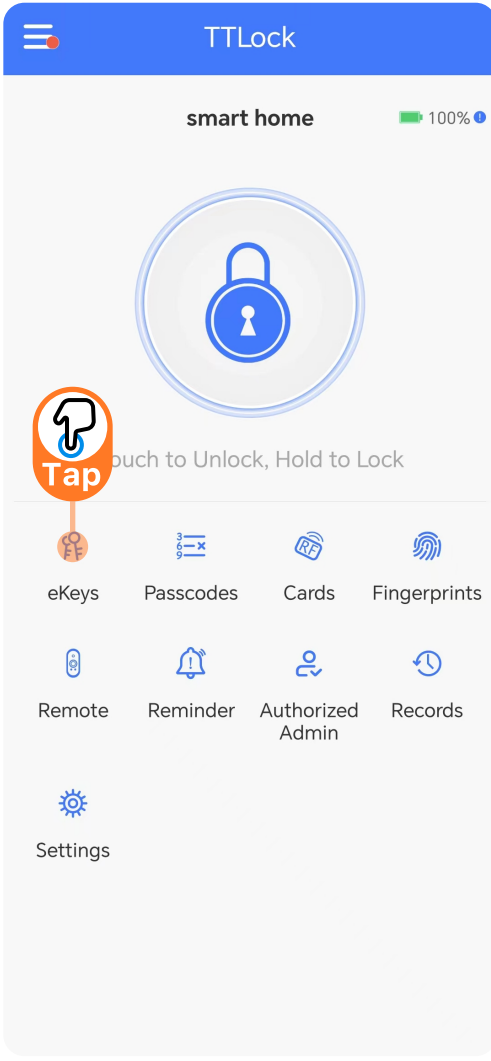 TTLock
smart home 100%
Tap
ouch to Unlock, Hold to Lock
eKeys Passcodes Cards Fingerprints
Remote Reminder Authorized Admin Records
Settings